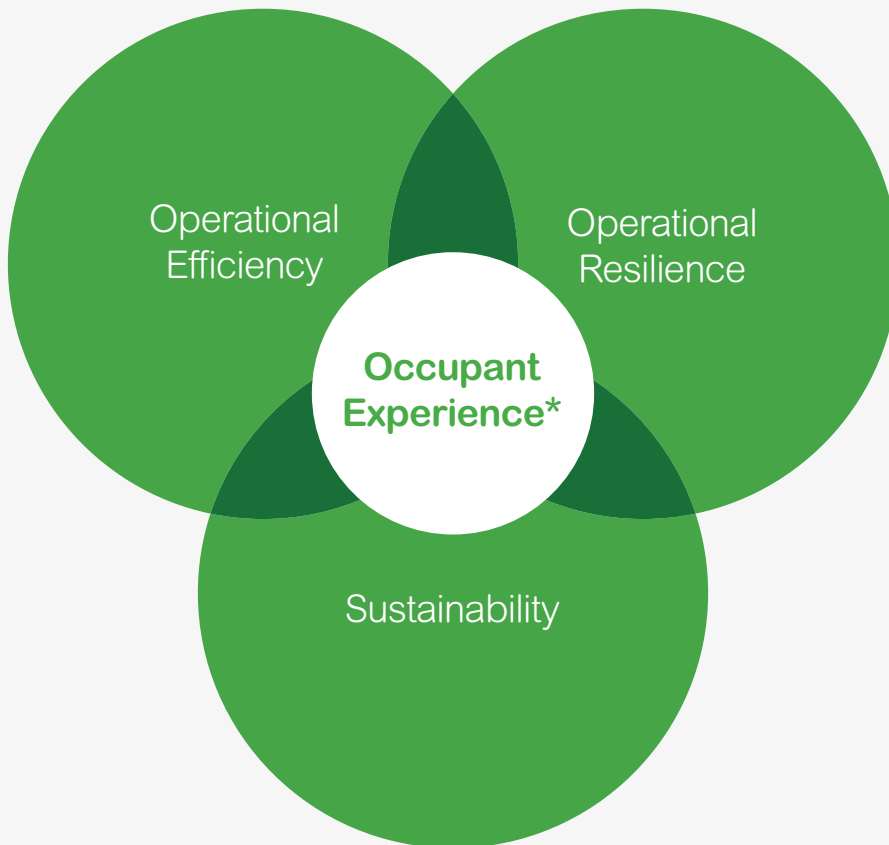 Operational
Efficiency
Operational
Resilience
Occupant
Experience*
Sustainability